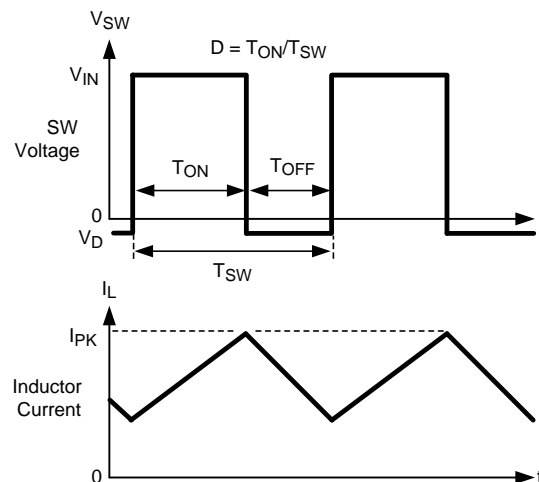 VSW
D = TON/TSW
VIN
SW
Voltage
TON
TOFF
0
VD
TSW
IL
IPK
Inductor
Current
0
t